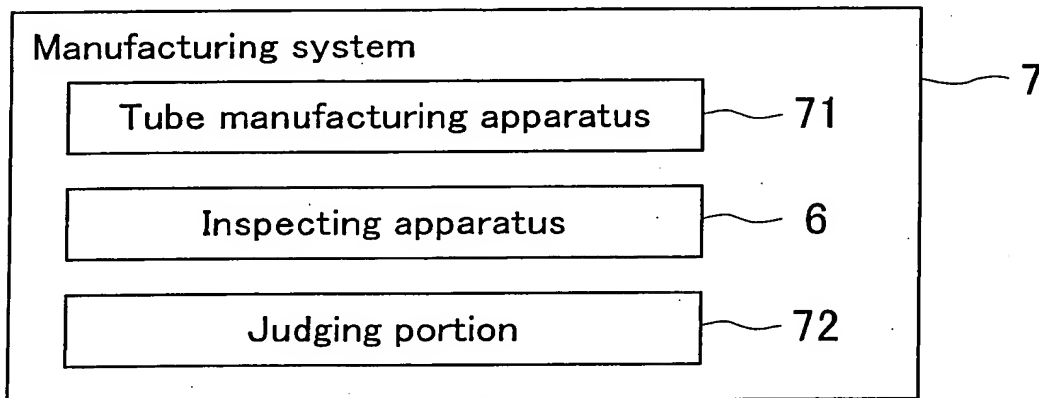 Manufacturing system
7
Tube manufacturing apparatus 71
Inspecting apparatus 6
Judging portion 72